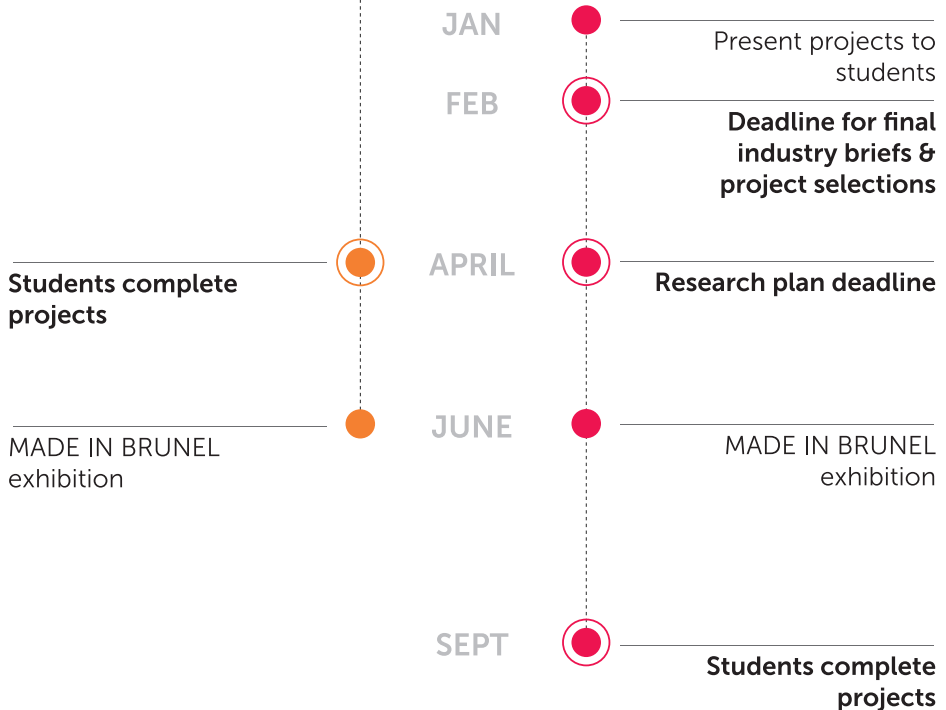 JAN
Present projects to
students
FEB
Deadline for final
industry briefs &
project selections
Students complete
projects
APRIL
Research plan deadline
MADE IN BRUNEL
exhibition
JUNE
MADE IN BRUNEL
exhibition
SEPT
Students complete
projects